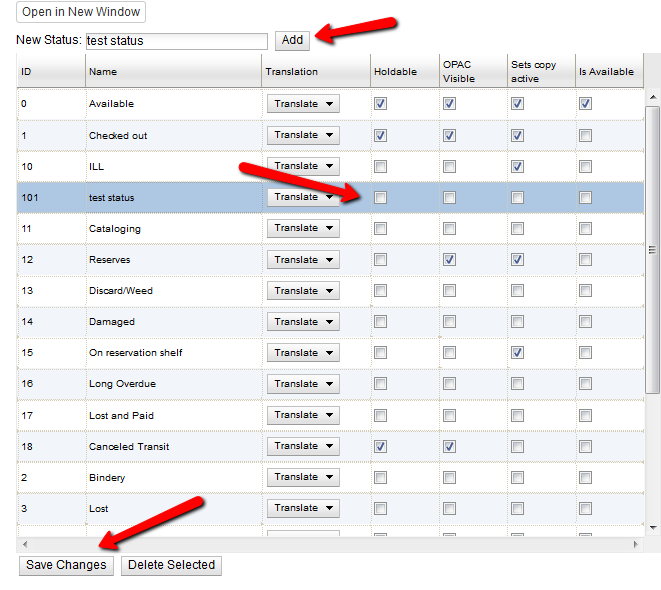 Open in New Window
New Status: test status Add
ID Name Translation Holdable OPAC Visible Sets copy active Is Available
0 Available Translate
1 Checked out Translate
10 ILL Translate
101 test status Translate
11 Cataloging Translate
12 Reserves Translate
13 Discard/Weed Translate
14 Damaged Translate
15 On reservation shelf Translate
16 Long Overdue Translate
17 Lost and Paid Translate
18 Canceled Transit Translate
2 Bindery Translate
3 Lost Translate
Save Changes Delete Selected